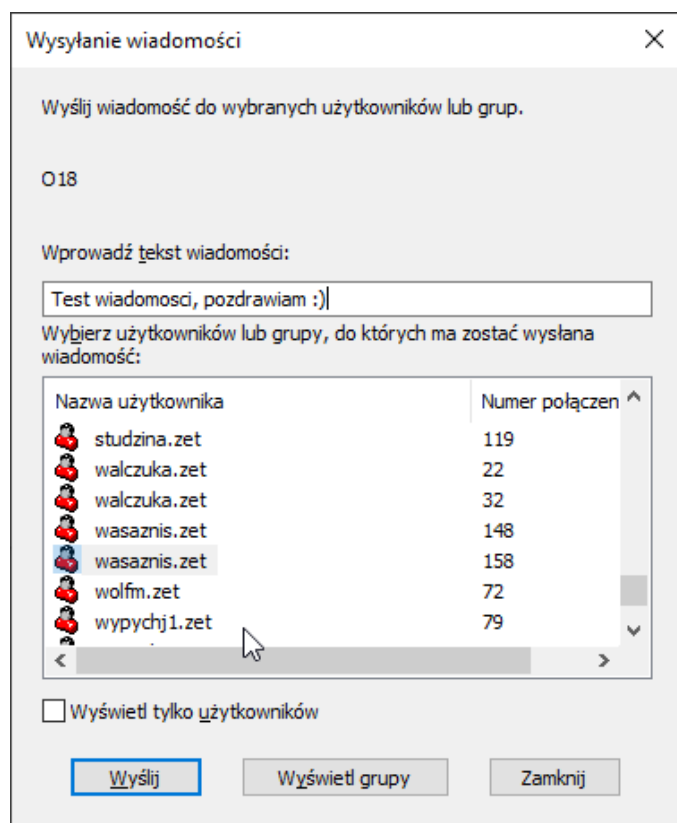 Wysyłanie wiadomości
Wyślij wiadomość do wybranych użytkowników lub grup.
O18
Wprowadź tekst wiadomości:
Test wiadomosci, pozdrawiam :)
Wybierz użytkowników lub grupy, do których ma zostać wysłana
wiadomość:
Nazwa użytkownika Numer połączen
studzina.zet 119
walczuka.zet 22
walczuka.zet 32
wasaznis.zet 148
wasaznis.zet 158
wolfm.zet 72
wypychj1.zet 79
Wyświetl tylko użytkowników
Wyślij Wyświetl grupy Zamknij